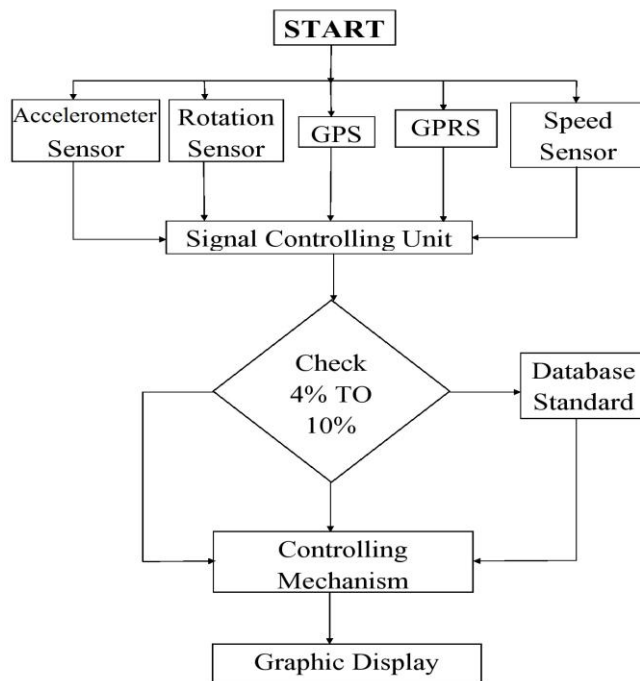 START
Accelerometer
Sensor
Rotation
Sensor
GPS
GPRS
Speed
Sensor
Signal Controlling Unit
Check
4% TO
10%
Database
Standard
Controlling
Mechanism
Graphic Display